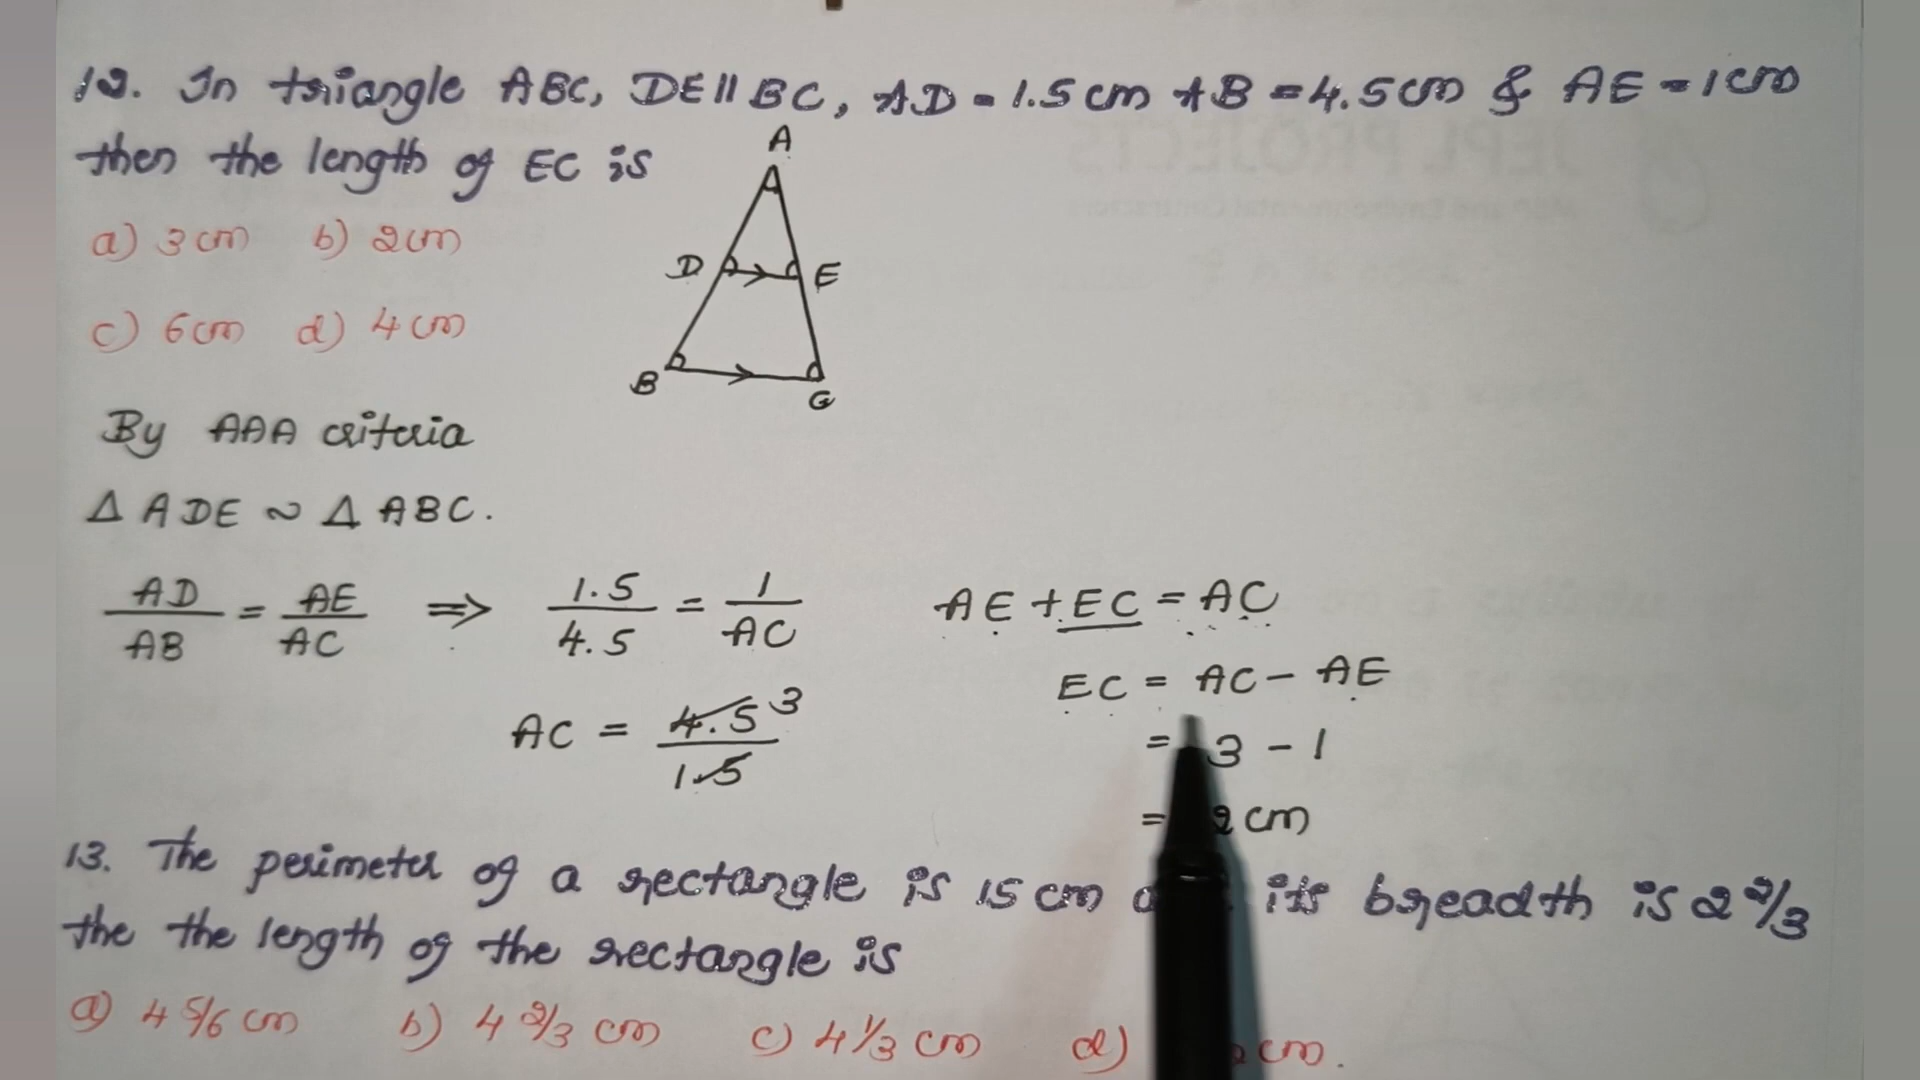 12. In triangle ABC, DE || BC, AD = 1.5 cm AB = 4.5 cm & AE = 1 cm
then the length of EC is
a) 3 cm b) 2 cm
c) 6 cm d) 4 cm
A
D E
B C
By AAA criteria
Δ ADE ~ Δ ABC.
AD/AB = AE/AC ⇒ 1.5/4.5 = 1/AC
AC = 4.5/1.5 3
AE + EC = AC
EC = AC - AE
= 3 - 1
= 2 cm
13. The perimeter of a rectangle is 15 cm its breadth is 2 2/3
the the length of the rectangle is
a) 4 5/6 cm b) 4 2/3 cm c) 4 1/3 cm d) cm.